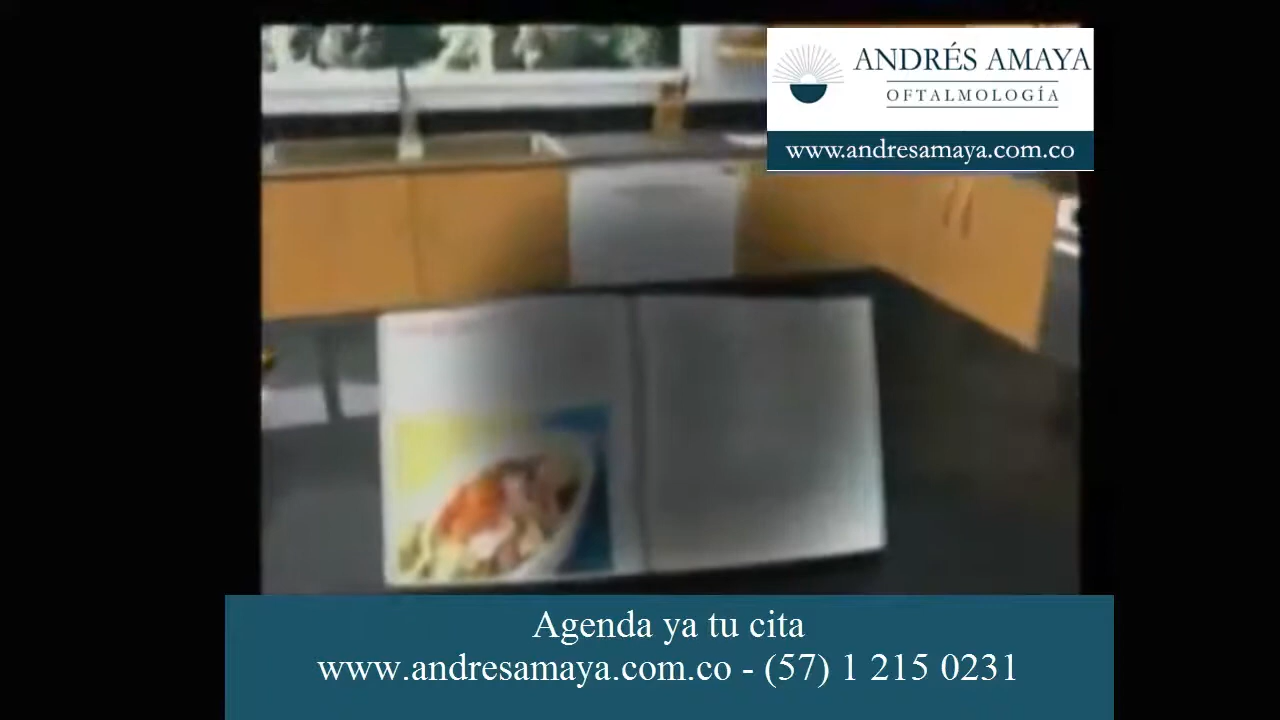 ANDRÉS AMAYA
OFTALMOLOGÍA
www.andresamaya.com.co
Agenda ya tu cita
www.andresamaya.com.co - (57) 1 215 0231